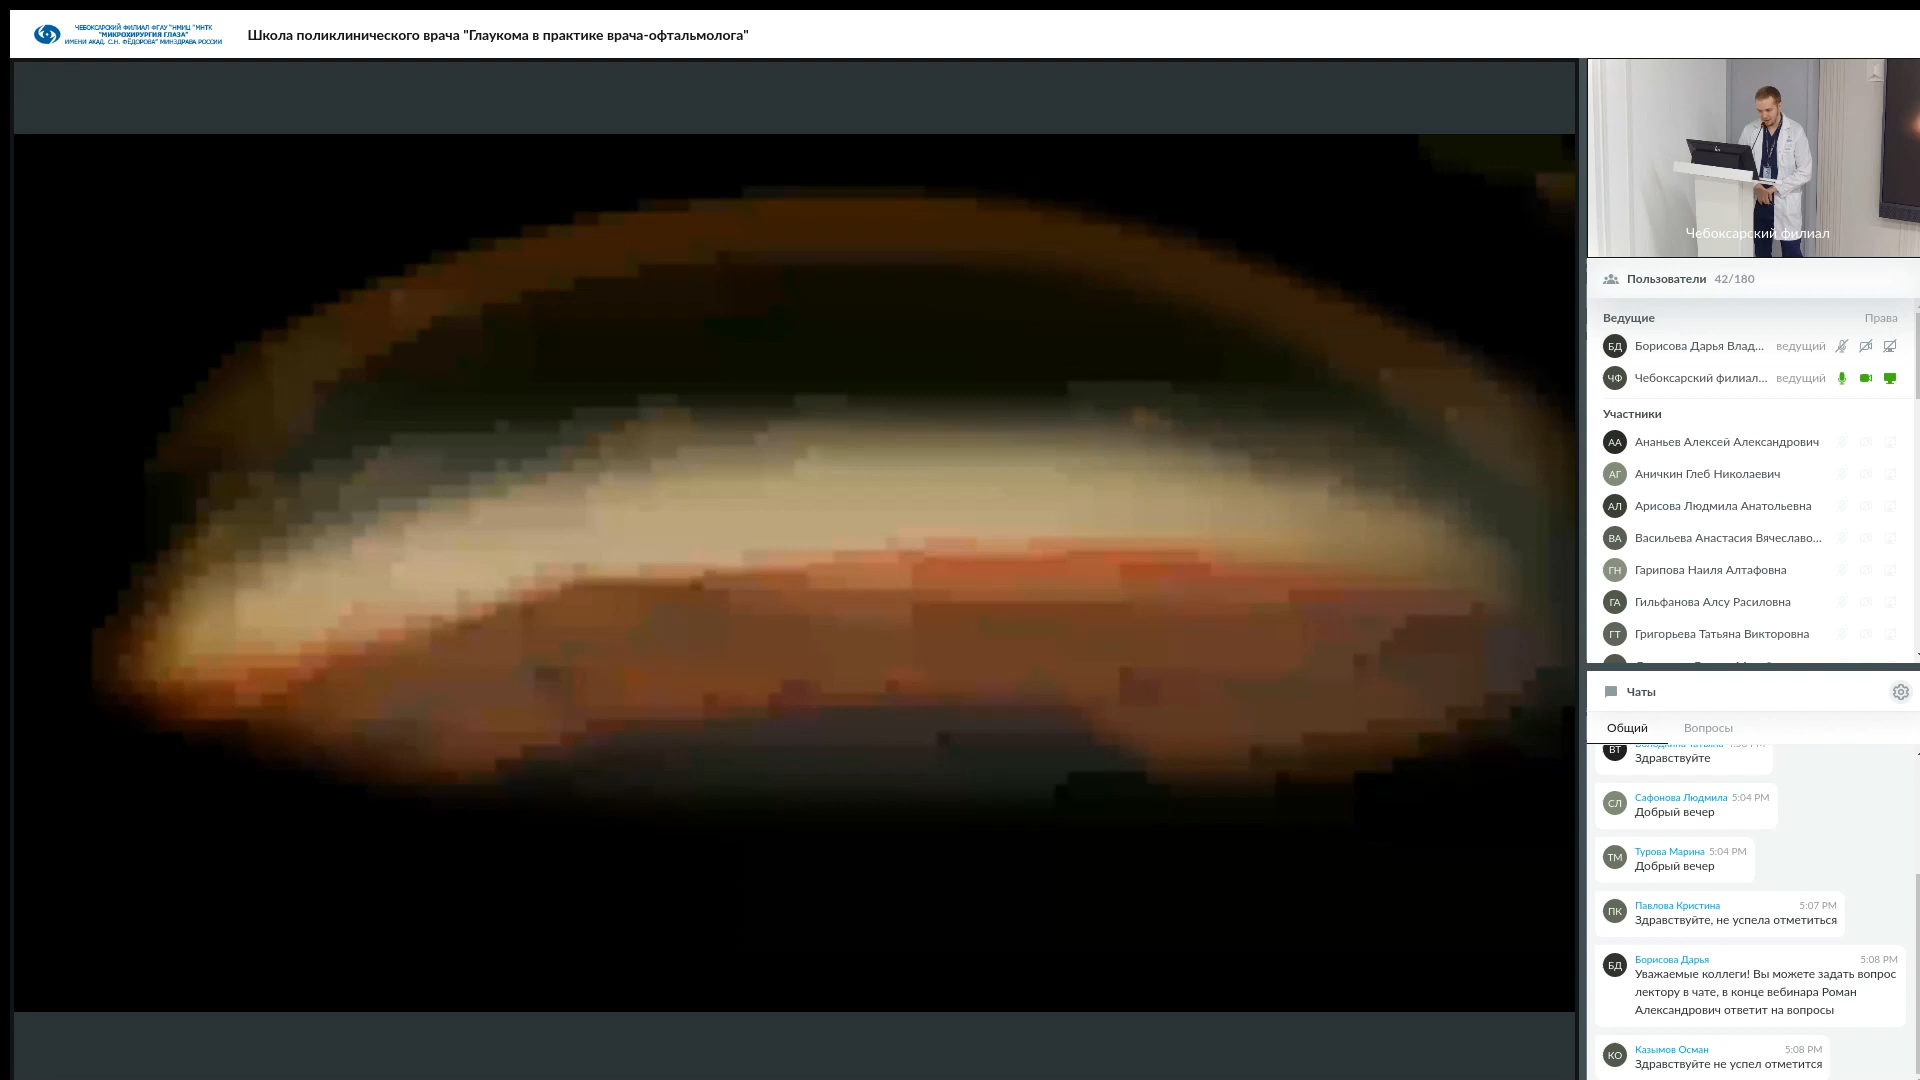 ЧЕБОКСАРСКИЙ ФИЛИАЛ ФГАУ "НМИЦ "МНТК
"МИКРОХИРУРГИЯ ГЛАЗА"
ИМЕНИ АКАД. С.Н. ФЁДОРОВА" МИНЗДРАВА РОССИИ
Школа поликлинического врача "Глаукома в практике врача-офтальмолога"
Чебоксарский филиал
Пользователи 42/180
Ведущие Права
БД Борисова Дарья Влад... ведущий
ЧФ Чебоксарский филиал... ведущий
Участники
АА Ананьев Алексей Александрович
АГ Аничкин Глеб Николаевич
АЛ Арисова Людмила Анатольевна
ВА Васильева Анастасия Вячеславо...
ГН Гарипова Наиля Алтафовна
ГА Гильфанова Алсу Расиловна
ГТ Григорьева Татьяна Викторовна
Чаты
Общий Вопросы
ВТ
Здравствуйте
СЛ Сафонова Людмила 5:04 PM
Добрый вечер
ТМ Турова Марина 5:04 PM
Добрый вечер
ПК Павлова Кристина 5:07 PM
Здравствуйте, не успела отметиться
БД Борисова Дарья 5:08 PM
Уважаемые коллеги! Вы можете задать вопрос
лектору в чате, в конце вебинара Роман
Александрович ответит на вопросы
КО Казымов Осман 5:08 PM
Здравствуйте не успел отметится